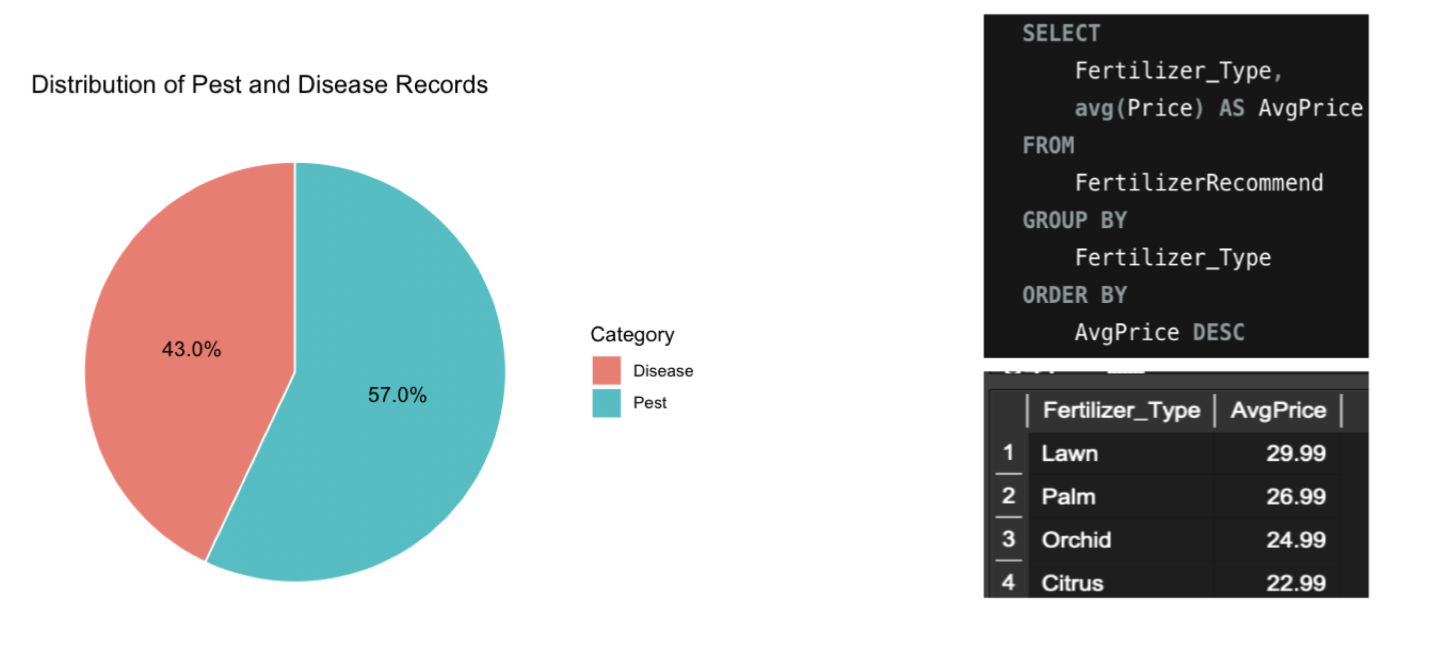 Distribution of Pest and Disease Records
43.0%
57.0%
Category
Disease
Pest
SELECT
Fertilizer_Type,
avg(Price) AS AvgPrice
FROM
FertilizerRecommend
GROUP BY
Fertilizer_Type
ORDER BY
AvgPrice DESC
Fertilizer_Type AvgPrice
1 Lawn 29.99
2 Palm 26.99
3 Orchid 24.99
4 Citrus 22.99